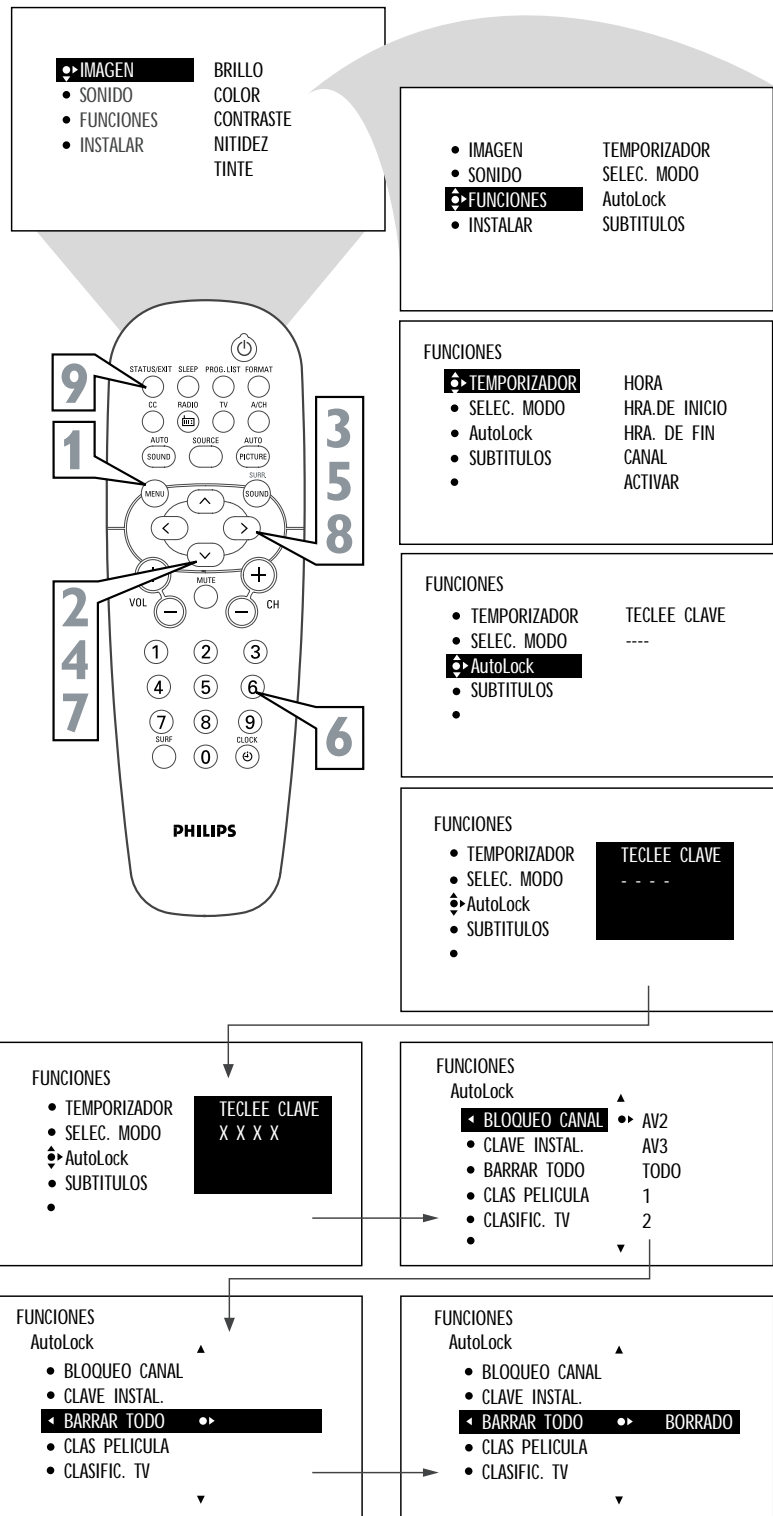 IMAGEN BRILLO
SONIDO COLOR
FUNCIONES CONTRASTE
INSTALAR NITIDEZ
TINTE
IMAGEN TEMPORIZADOR
SONIDO SELEC. MODO
FUNCIONES AutoLock
INSTALAR SUBTITULOS
FUNCIONES
TEMPORIZADOR HORA
SELEC. MODO HRA.DE INICIO
AutoLock HRA. DE FIN
SUBTITULOS CANAL
ACTIVAR
STATUS/EXIT SLEEP PROG.LIST FORMAT
CC RADIO TV A/CH
AUTO SOURCE AUTO
SOUND PICTURE
SURR.
MENU SOUND
MUTE
VOL CH
1 2 3
4 5 6
7 8 9
SURF CLOCK
0
PHILIPS
9
1
2
4
7
3
5
8
6
FUNCIONES
TEMPORIZADOR TECLEE CLAVE
SELEC. MODO ----
AutoLock
SUBTITULOS
FUNCIONES
TEMPORIZADOR TECLEE CLAVE
SELEC. MODO - - - -
AutoLock
SUBTITULOS
FUNCIONES
TEMPORIZADOR TECLEE CLAVE
SELEC. MODO X X X X
AutoLock
SUBTITULOS
FUNCIONES
AutoLock
BLOQUEO CANAL AV2
CLAVE INSTAL. AV3
BARRAR TODO TODO
CLAS PELICULA 1
CLASIFIC. TV 2
FUNCIONES
AutoLock
BLOQUEO CANAL
CLAVE INSTAL.
BARRAR TODO
CLAS PELICULA
CLASIFIC. TV
FUNCIONES
AutoLock
BLOQUEO CANAL
CLAVE INSTAL.
BARRAR TODO BORRADO
CLAS PELICULA
CLASIFIC. TV